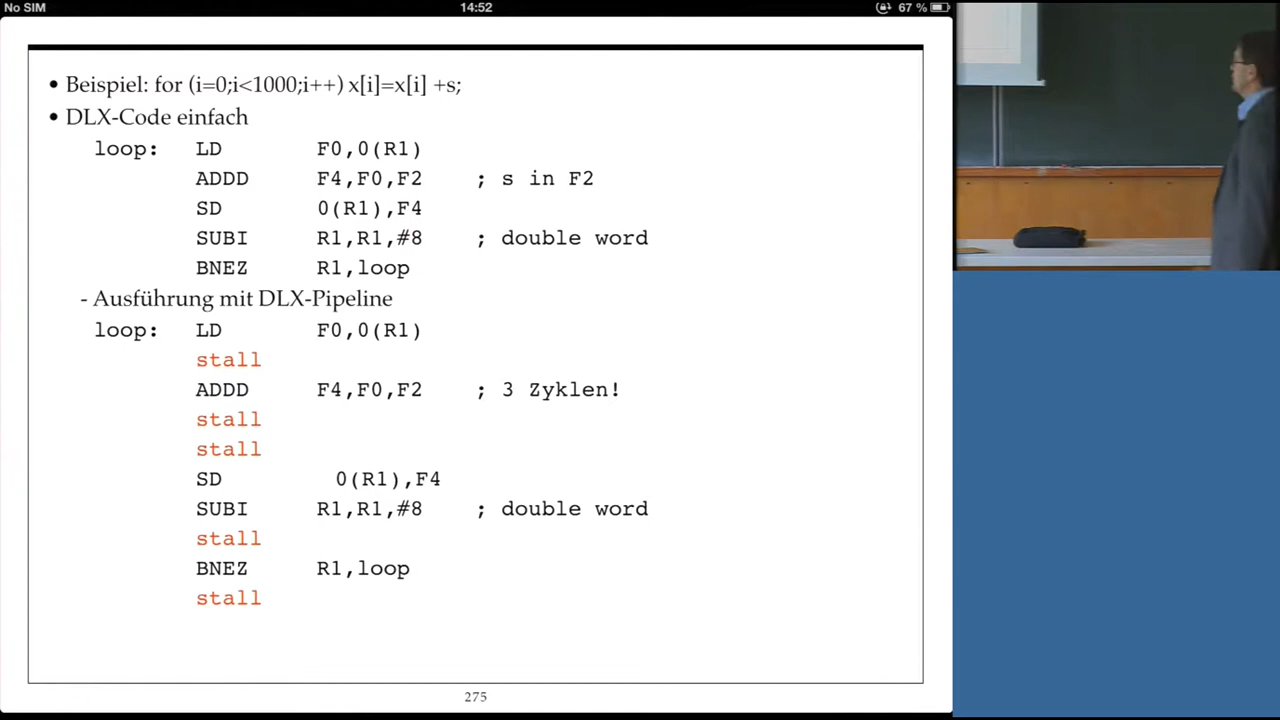 No SIM 14:52 67 %
• Beispiel: for (i=0;i<1000;i++) x[i]=x[i] +s;
• DLX-Code einfach
loop: LD F0,0(R1)
ADDD F4,F0,F2 ; s in F2
SD 0(R1),F4
SUBI R1,R1,#8 ; double word
BNEZ R1,loop
- Ausführung mit DLX-Pipeline
loop: LD F0,0(R1)
stall
ADDD F4,F0,F2 ; 3 Zyklen!
stall
stall
SD 0(R1),F4
SUBI R1,R1,#8 ; double word
stall
BNEZ R1,loop
stall
275